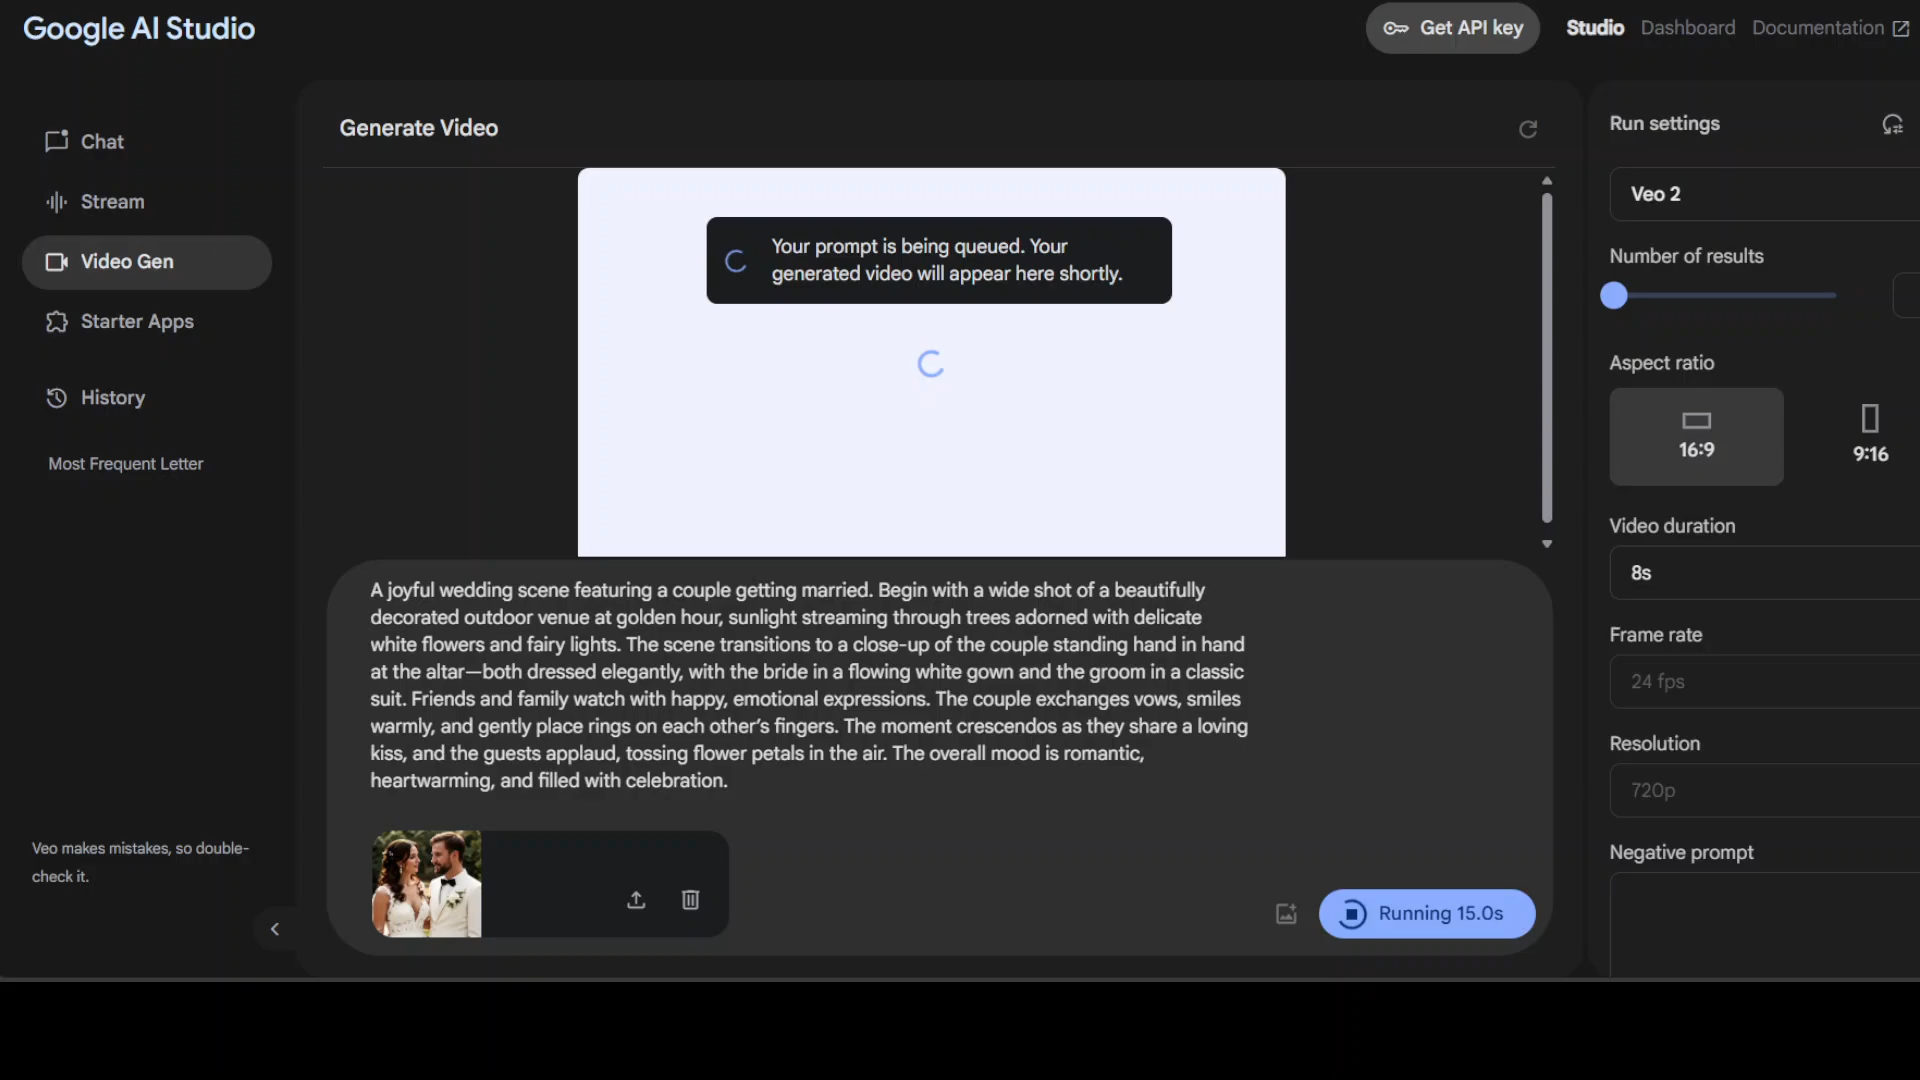 Google AI Studio
Get API key
Studio
Dashboard
Documentation
Chat
Stream
Video Gen
Starter Apps
History
Most Frequent Letter
Veo makes mistakes, so double-
check it.
Generate Video
Your prompt is being queued. Your
generated video will appear here shortly.
A joyful wedding scene featuring a couple getting married. Begin with a wide shot of a beautifully
decorated outdoor venue at golden hour, sunlight streaming through trees adorned with delicate
white flowers and fairy lights. The scene transitions to a close-up of the couple standing hand in hand
at the altar—both dressed elegantly, with the bride in a flowing white gown and the groom in a classic
suit. Friends and family watch with happy, emotional expressions. The couple exchanges vows, smiles
warmly, and gently place rings on each other’s fingers. The moment crescendos as they share a loving
kiss, and the guests applaud, tossing flower petals in the air. The overall mood is romantic,
heartwarming, and filled with celebration.
Running 15.0s
Run settings
Veo 2
Number of results
Aspect ratio
16:9
9:16
Video duration
8s
Frame rate
24 fps
Resolution
720p
Negative prompt